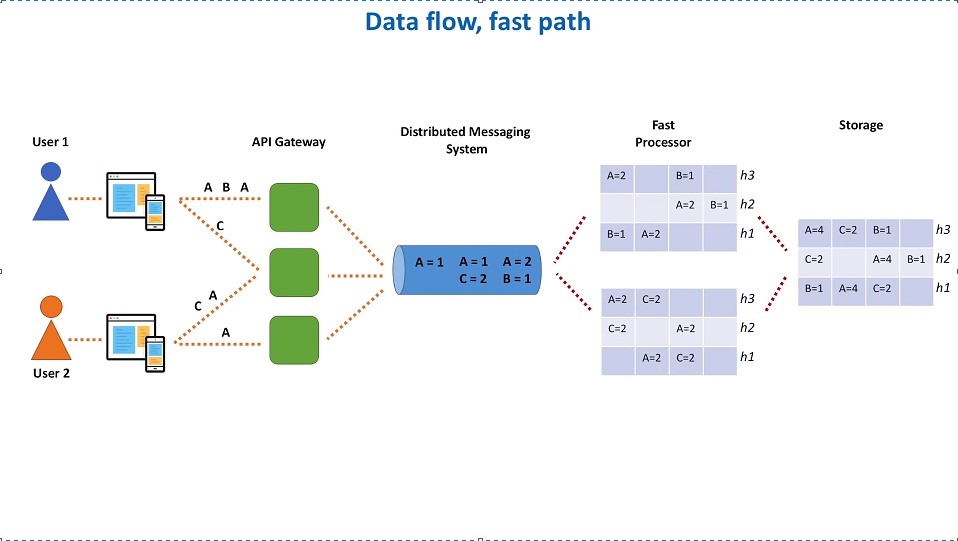 Data flow, fast path
User 1
API Gateway
Distributed Messaging
System
Fast
Processor
Storage
A B A
C
C A
A
User 2
A = 1 A = 1 A = 2
C = 2 B = 1
A=2 B=1 h3
A=2 B=1 h2
B=1 A=2 h1
A=2 C=2 h3
C=2 A=2 h2
A=2 C=2 h1
A=4 C=2 B=1 h3
C=2 A=4 B=1 h2
B=1 A=4 C=2 h1